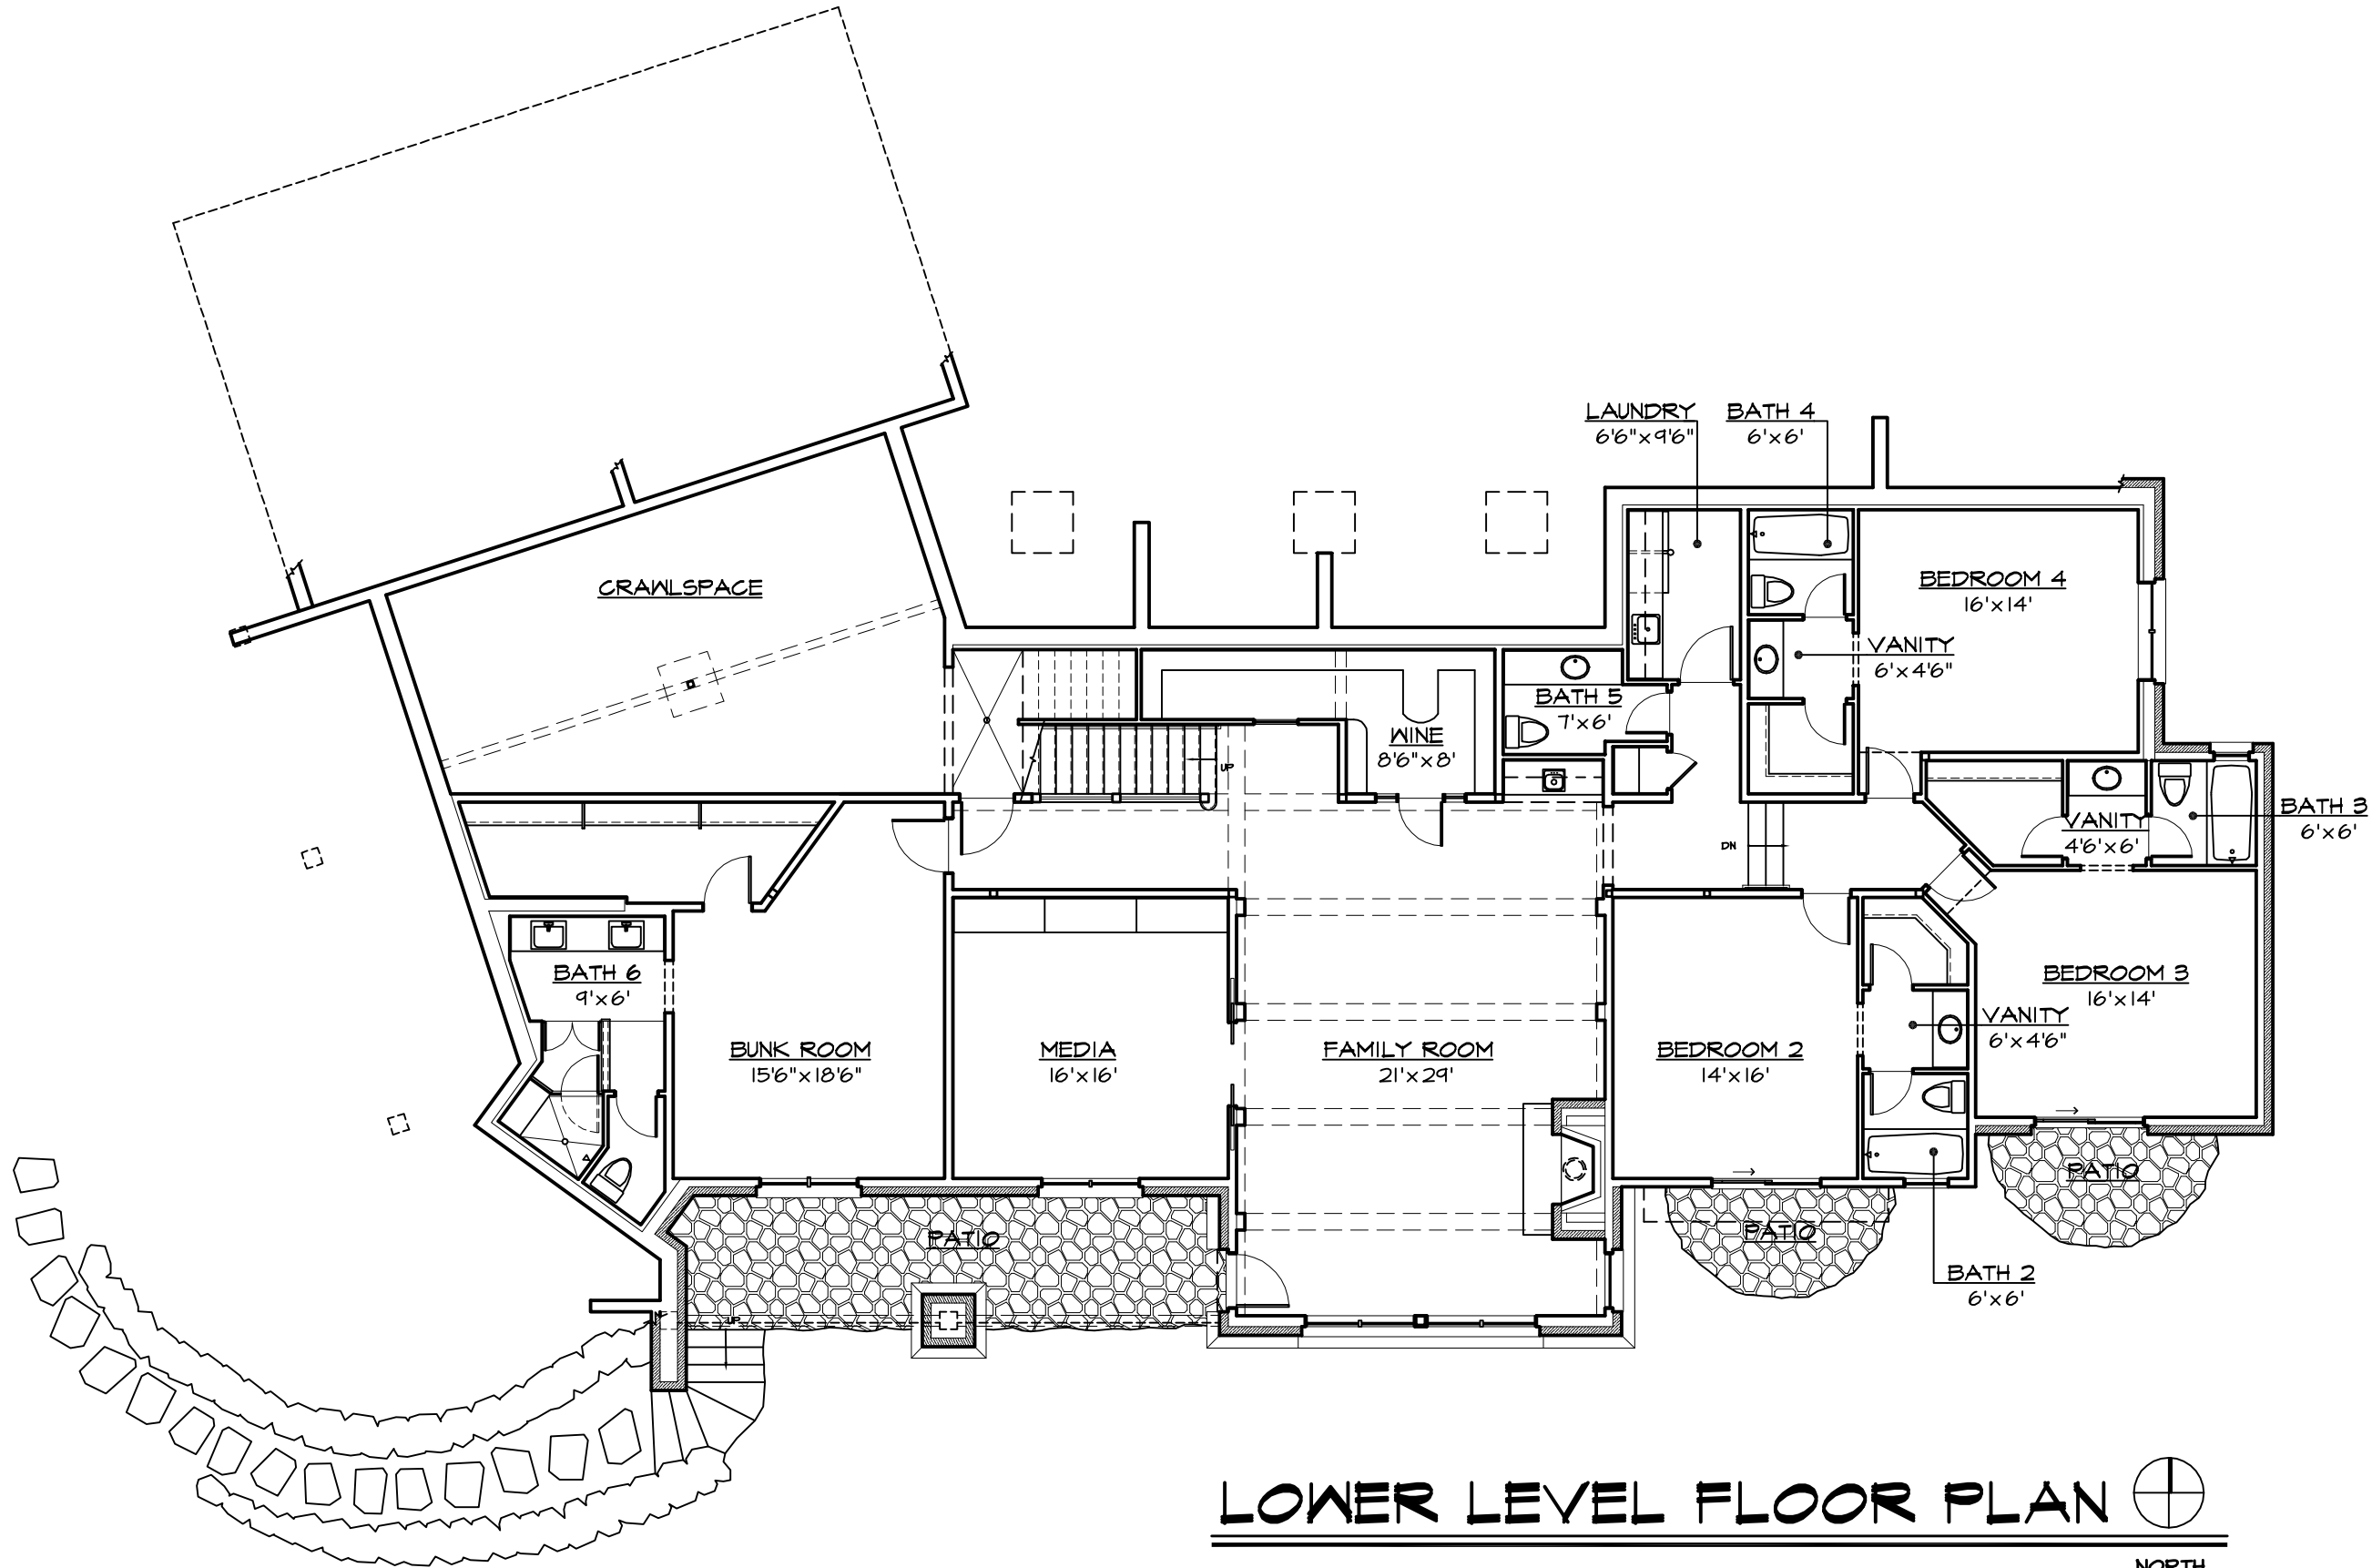 LAUNDRY
6'6"x9'6"
BATH 4
6'x6'
CRAWLSPACE
BEDROOM 4
16'x14'
VANITY
6'x4'6"
BATH 5
7'x6'
WINE
8'6"x8'
UP
DN
VANITY
4'6'x6'
BATH 3
6'x6'
BATH 6
9'x6'
BEDROOM 3
16'x14'
VANITY
6'x4'6"
BUNK ROOM
15'6"x18'6"
MEDIA
16'x16'
FAMILY ROOM
21'x29'
BEDROOM 2
14'x16'
PATIO
PATIO
PATIO
BATH 2
6'x6'
UP
LOWER LEVEL FLOOR PLAN
NORTH